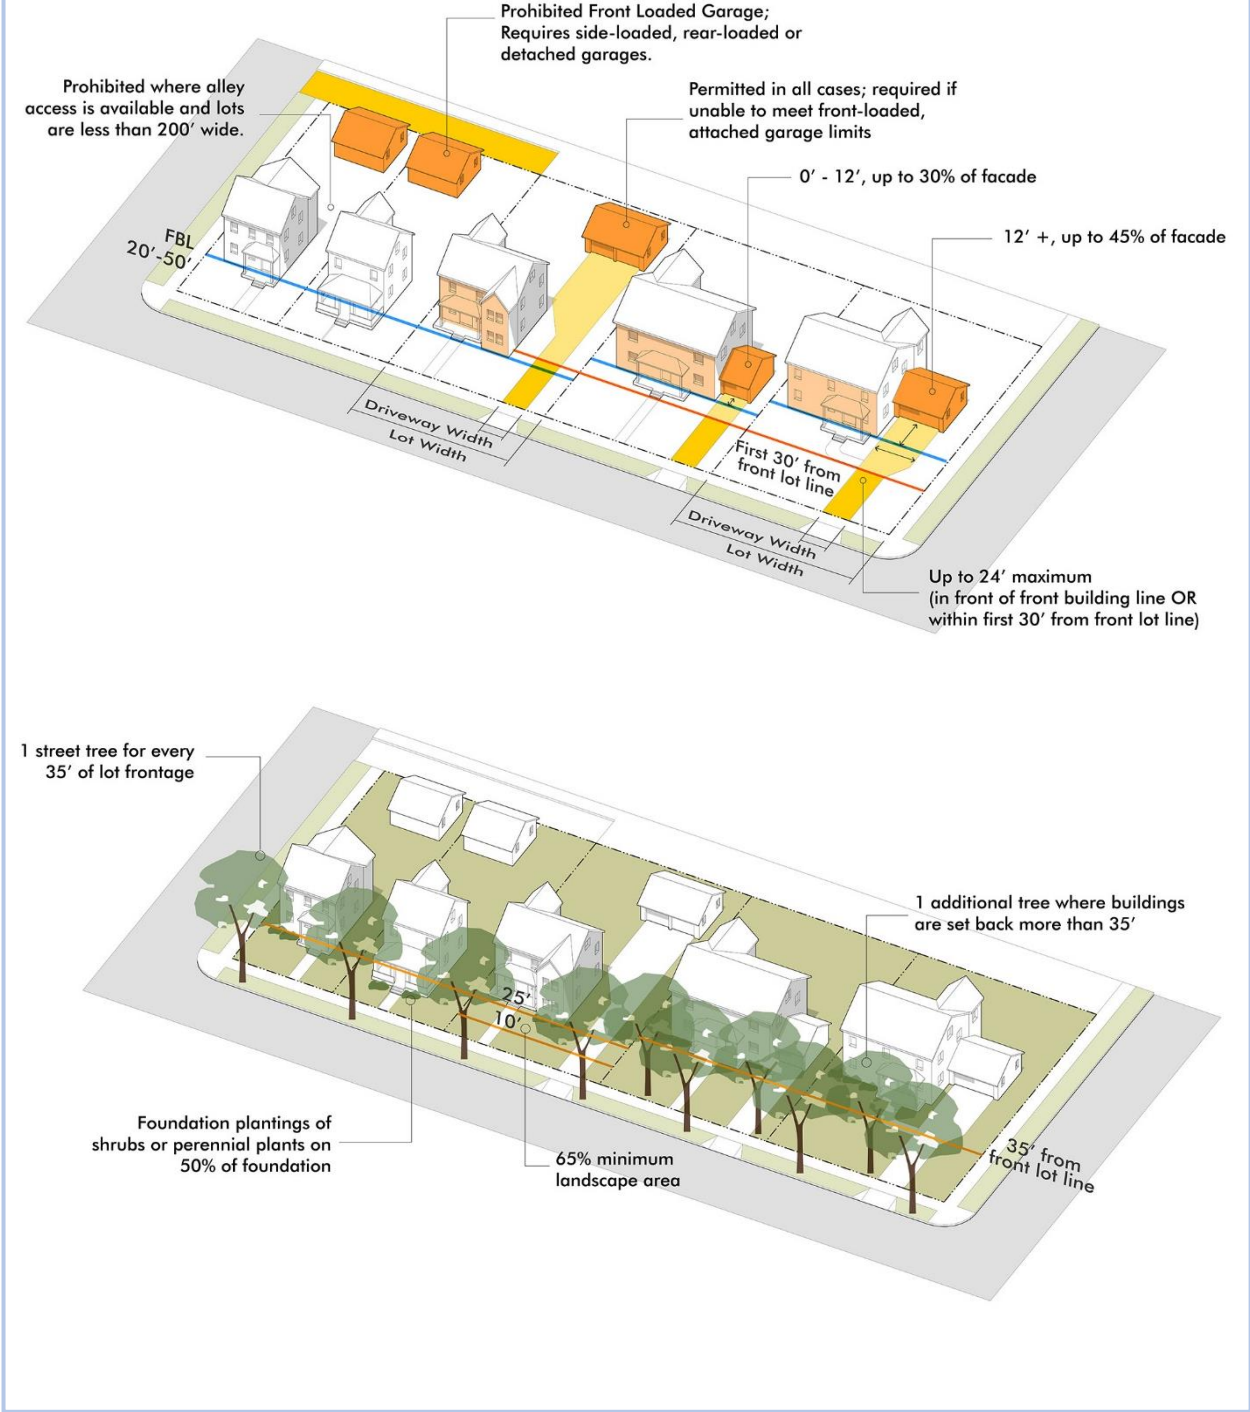 Prohibited Front Loaded Garage;
Requires side-loaded, rear-loaded or
detached garages.
Prohibited where alley
access is available and lots
are less than 200' wide.
Permitted in all cases; required if
unable to meet front-loaded,
attached garage limits
0' - 12', up to 30% of facade
12' +, up to 45% of facade
FBL
20'-50'
Driveway Width
Lot Width
First 30' from
front lot line
Driveway Width
Lot Width
Up to 24' maximum
(in front of front building line OR
within first 30' from front lot line)
1 street tree for every
35' of lot frontage
1 additional tree where buildings
are set back more than 35'
25'
10'
Foundation plantings of
shrubs or perennial plants on
50% of foundation
65% minimum
landscape area
35' from
front lot line